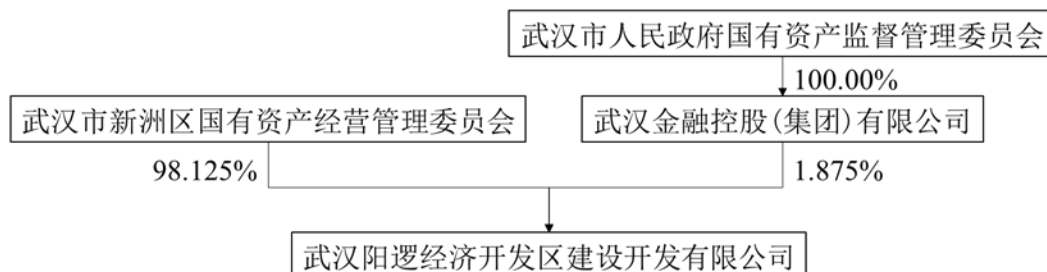 武汉市人民政府国有资产监督管理委员会
100.00%
武汉市新洲区国有资产经营管理委员会
武汉金融控股(集团)有限公司
98.125%
1.875%
武汉阳逻经济开发区建设开发有限公司